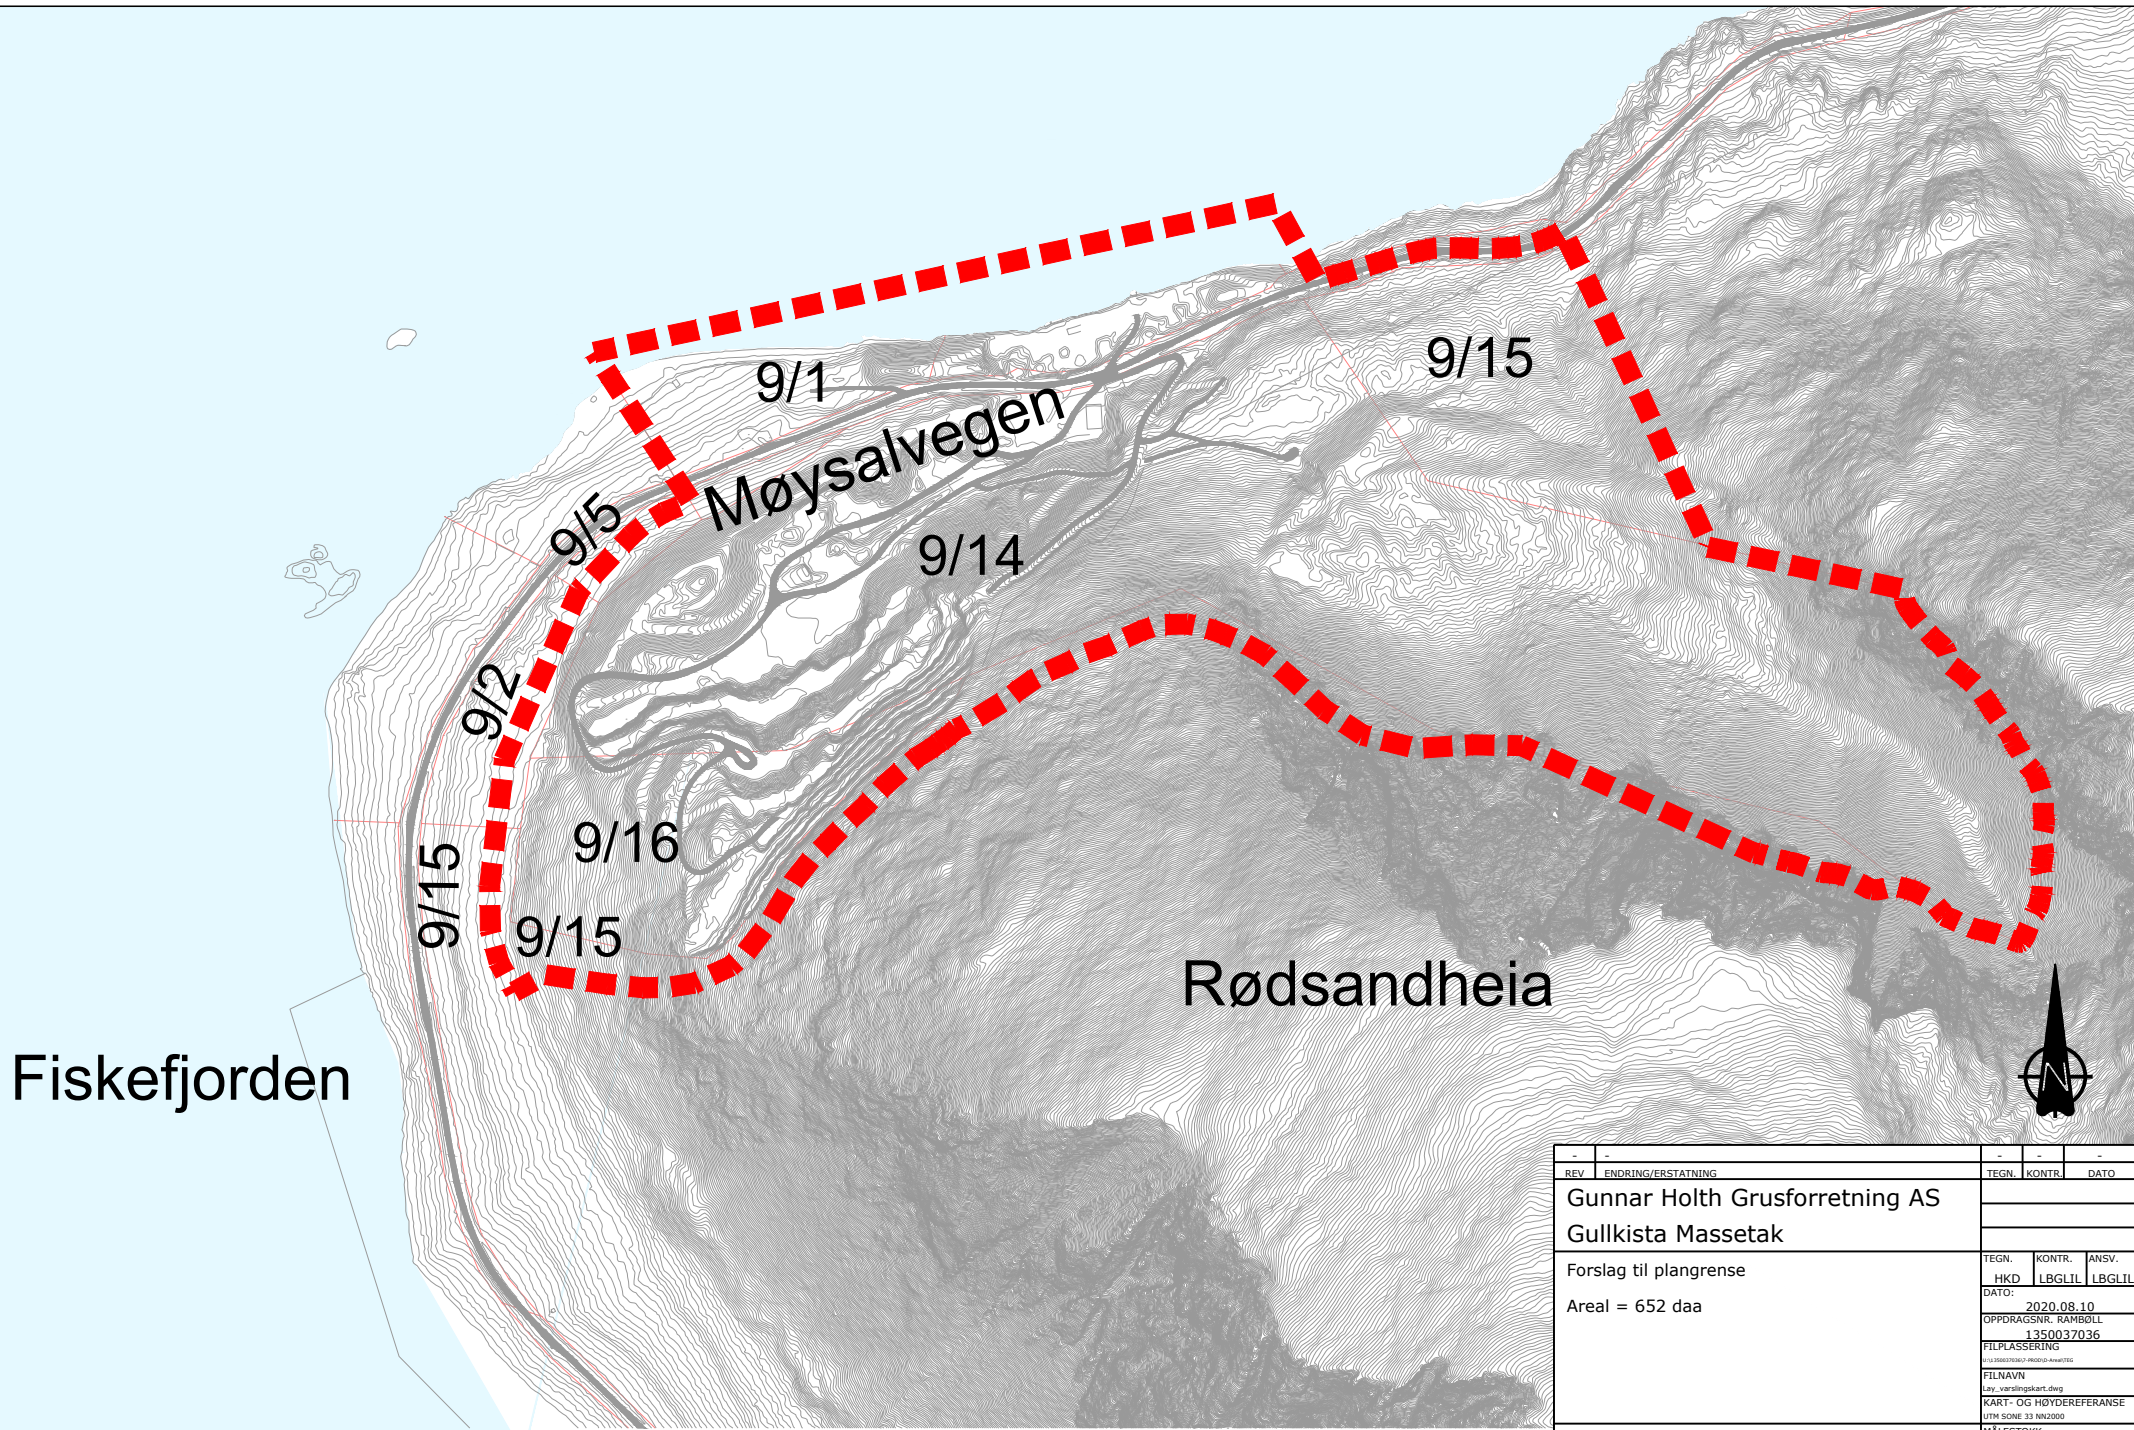 9/1
9/15
Møysalvegen
9/5
9/14
9/2
9/16
9/15
9/15
Rødsandheia
Fiskefjorden
N
- - - - -
REV ENDRING/ERSTATNING TEGN. KONTR. DATO
Gunnar Holth Grusforretning AS
Gullkista Massetak
Forslag til plangrense
Areal = 652 daa
TEGN. KONTR. ANSV.
HKD LBGLIL LBGLIL
DATO:
2020.08.10
OPPDRAGSNR. RAMBØLL
1350037036
FILPLASSERING
FILNAVN
Lay_varslingskart.dwg
KART- OG HØYDEREFERANSE
UTM SONE 33 NN2000